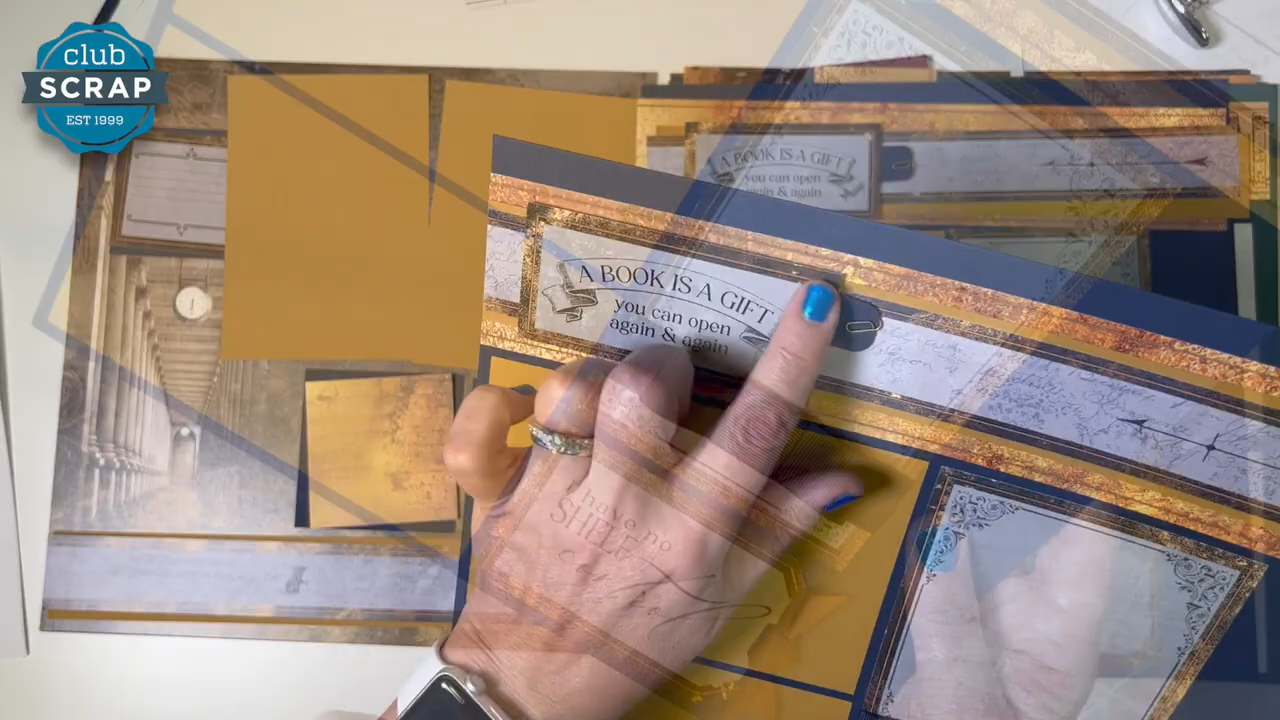 club
SCRAP
EST 1999
A BOOK IS A GIFT
you can open
again & again
A BOOK IS A GIFT
you can open
again & again
I have no
SHELF
control